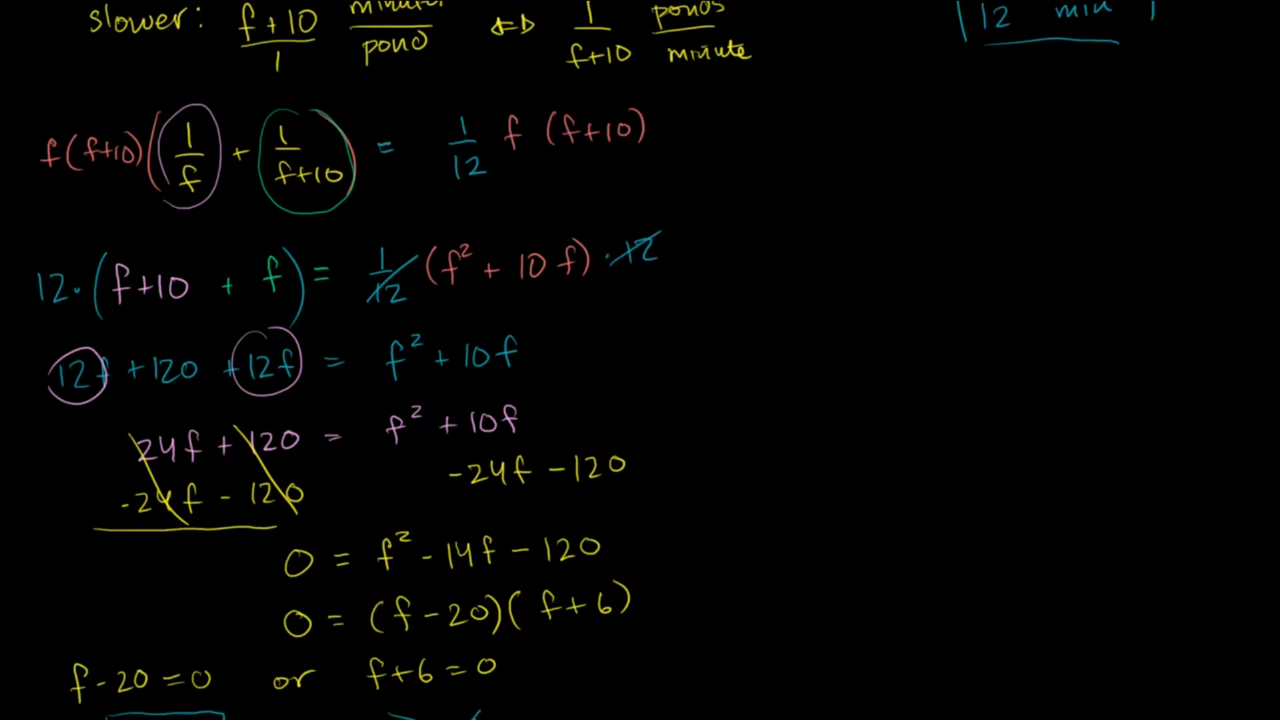 slower: f+10/1 minutes/pond ⇔ 1/f+10 ponds/minute
12 min
f(f+10)(1/f + 1/f+10) = 1/12 f (f+10)
12·(f+10 + f) = 1/12 (f² + 10f)·12
12f +120 +12f = f² + 10f
24f + 120 = f² + 10f
-24f - 120 -24f -120
0 = f² - 14f - 120
0 = (f - 20)(f + 6)
f - 20 = 0 or f + 6 = 0